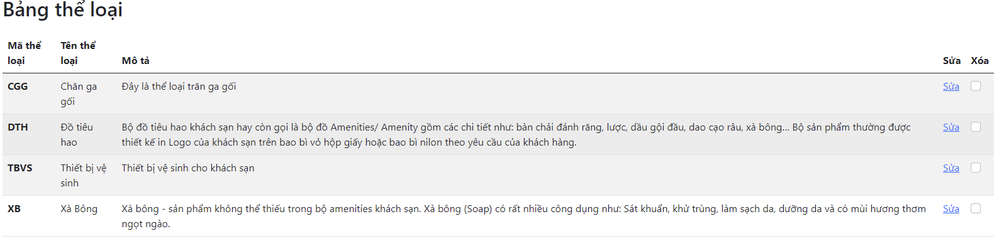 Bảng thể loại
Mã thể loại Tên thể loại Mô tả Sửa Xóa
CGG Chăn ga gối Đây là thể loại trăn ga gối Sửa
DTH Đồ tiêu hao Bộ đồ tiêu hao khách sạn hay còn gọi là bộ đồ Amenities/ Amenity gồm các chi tiết như: bàn chải đánh răng, lược, dầu gội đầu, dao cạo râu, xà bông... Bộ sản phẩm thường được Sửa
thiết kế in Logo của khách sạn trên bao bì vỏ hộp giấy hoặc bao bì nilon theo yêu cầu của khách hàng.
TBVS Thiết bị vệ sinh Thiết bị vệ sinh cho khách sạn Sửa
XB Xà Bông Xà bông - sản phẩm không thể thiếu trong bộ amenities khách sạn. Xà bông (Soap) có rất nhiều công dụng như: Sát khuẩn, khử trùng, làm sạch da, dưỡng da và có mùi hương thơm Sửa
ngọt ngào.